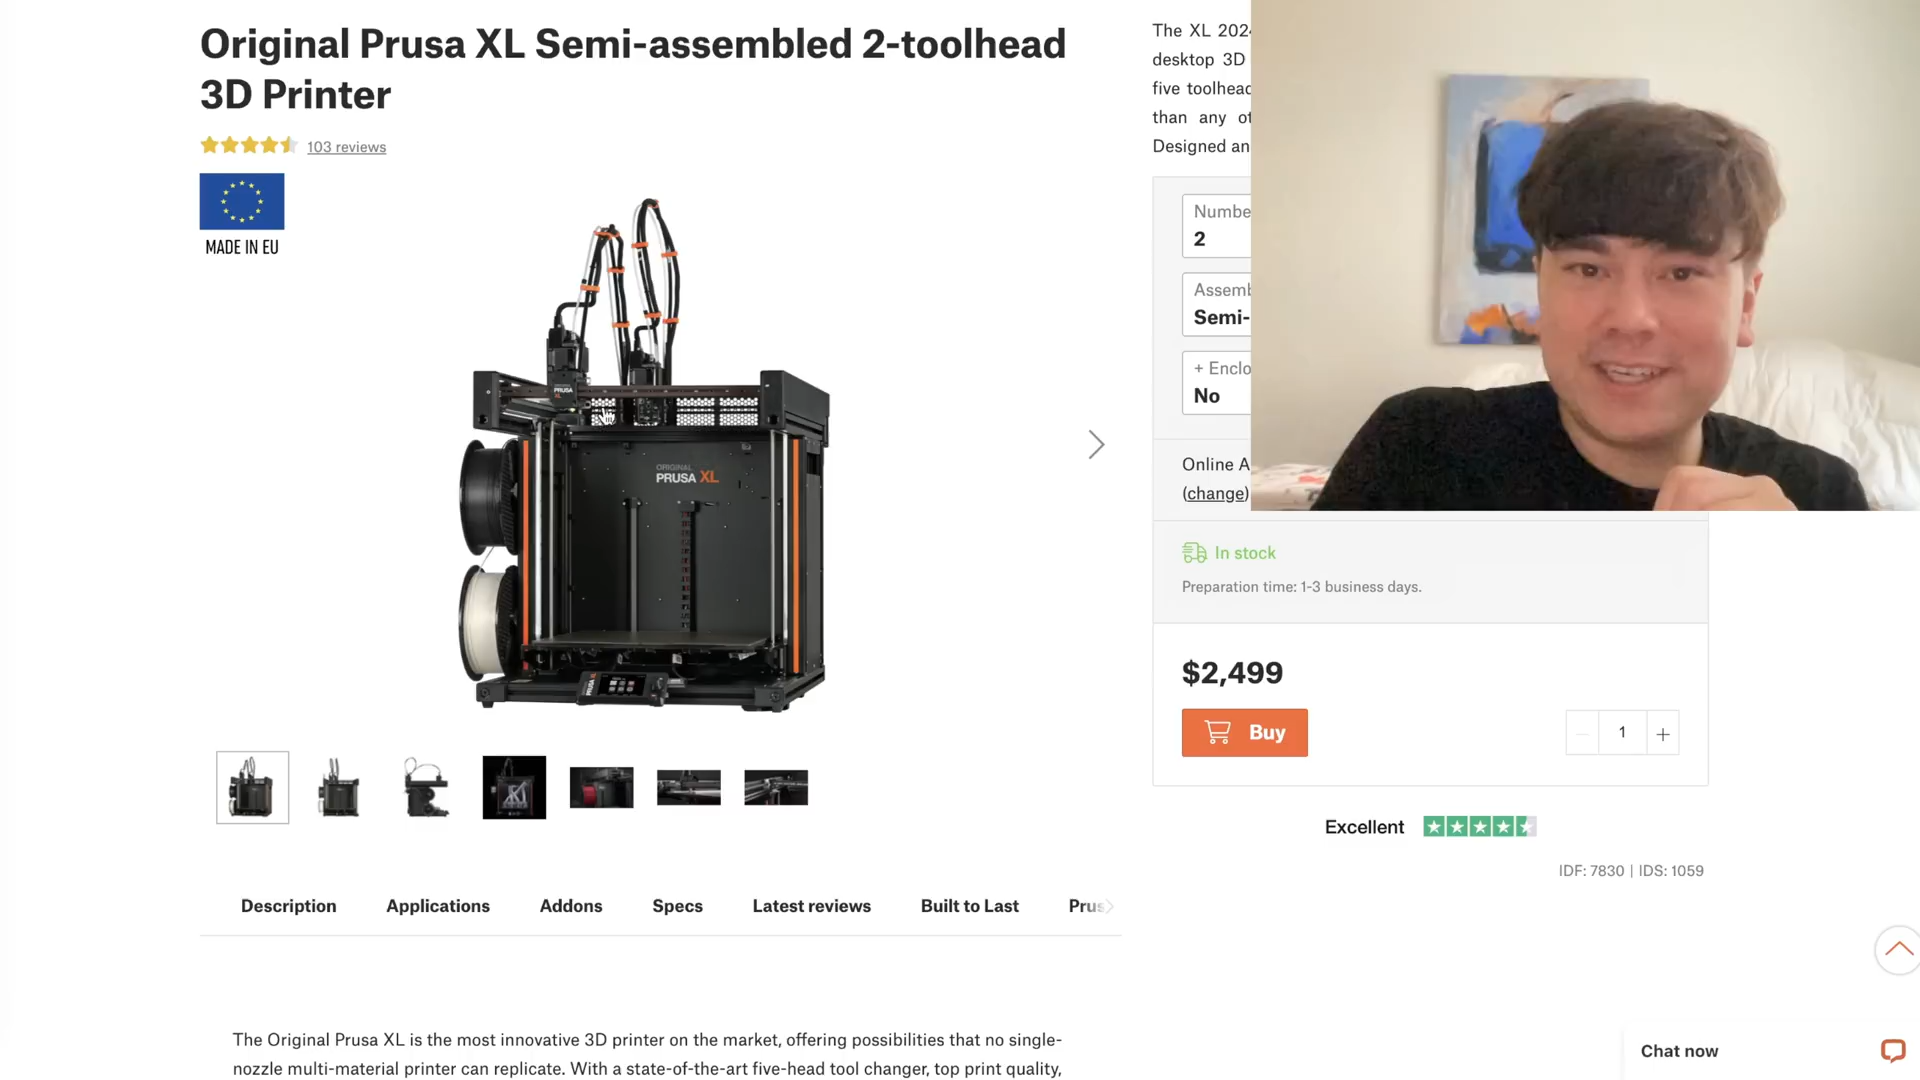 Original Prusa XL Semi-assembled 2-toolhead
3D Printer
103 reviews
MADE IN EU
ORIGINAL
PRUSA XL
PRUSA
The XL 2024
desktop 3D
five toolhead
than any ot
Designed an
Numbe
2
Assemb
Semi-
+ Enclo
No
Online A
(change)
In stock
Preparation time: 1-3 business days.
$2,499
Buy
1
Excellent
IDF: 7830 | IDS: 1059
Description Applications Addons Specs Latest reviews Built to Last Prus
The Original Prusa XL is the most innovative 3D printer on the market, offering possibilities that no single-
nozzle multi-material printer can replicate. With a state-of-the-art five-head tool changer, top print quality,
Chat now